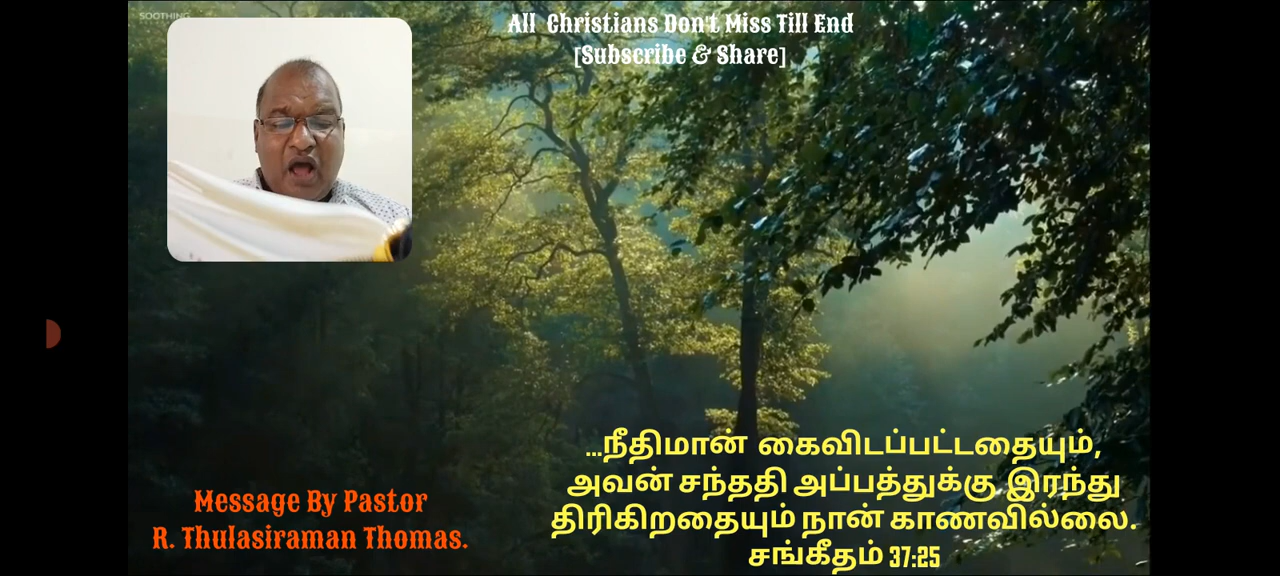 SOOTHING
All Christians Don't Miss Till End
[Subscribe & Share]
...நீதிமான் கைவிடப்பட்டதையும்,
அவன் சந்ததி அப்பத்துக்கு இரந்து
திரிகிறதையும் நான் காணவில்லை.
சங்கீதம் 37:25
Message By Pastor
R. Thulasiraman Thomas.